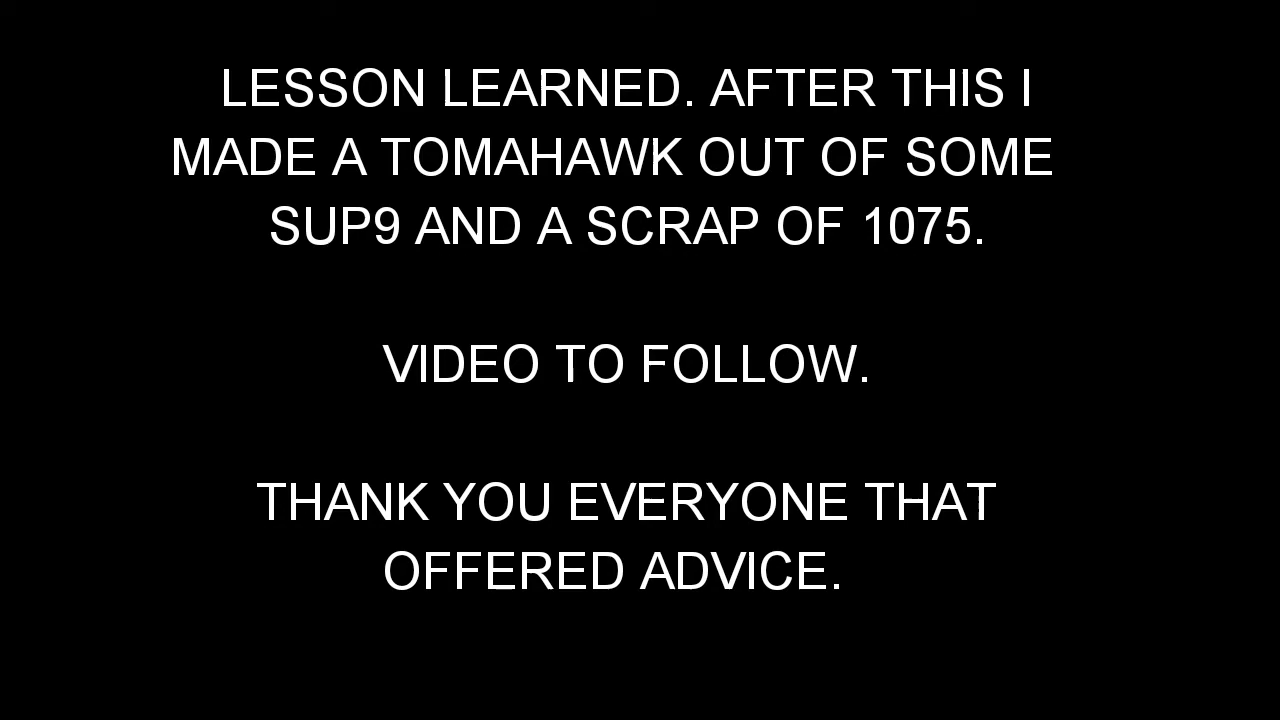 LESSON LEARNED. AFTER THIS I
MADE A TOMAHAWK OUT OF SOME
SUP9 AND A SCRAP OF 1075.
VIDEO TO FOLLOW.
THANK YOU EVERYONE THAT
OFFERED ADVICE.